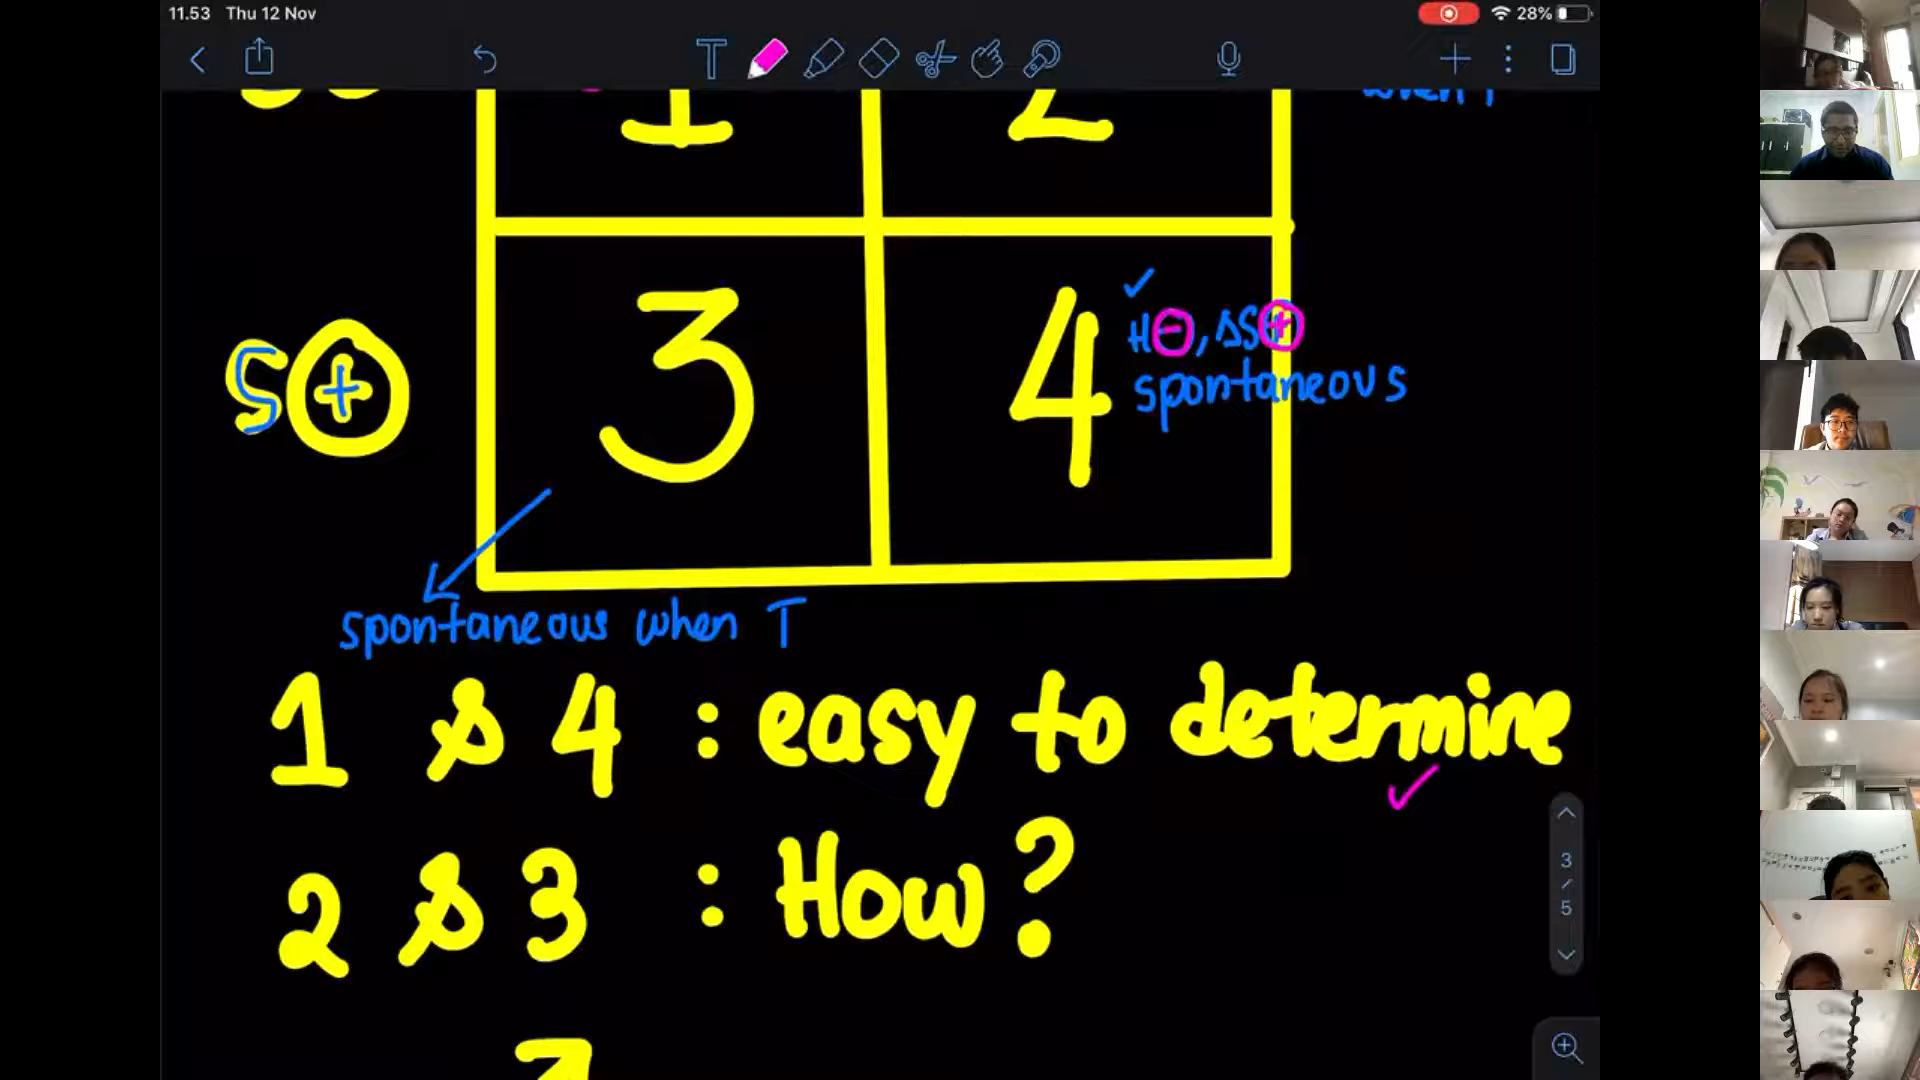 11.53 Thu 12 Nov
28%
1 2
when T
3 4
H⊖, ΔS⊕
spontaneous
S⊕
spontaneous when T
1 & 4 : easy to determine
2 & 3 : How?
3
/
5